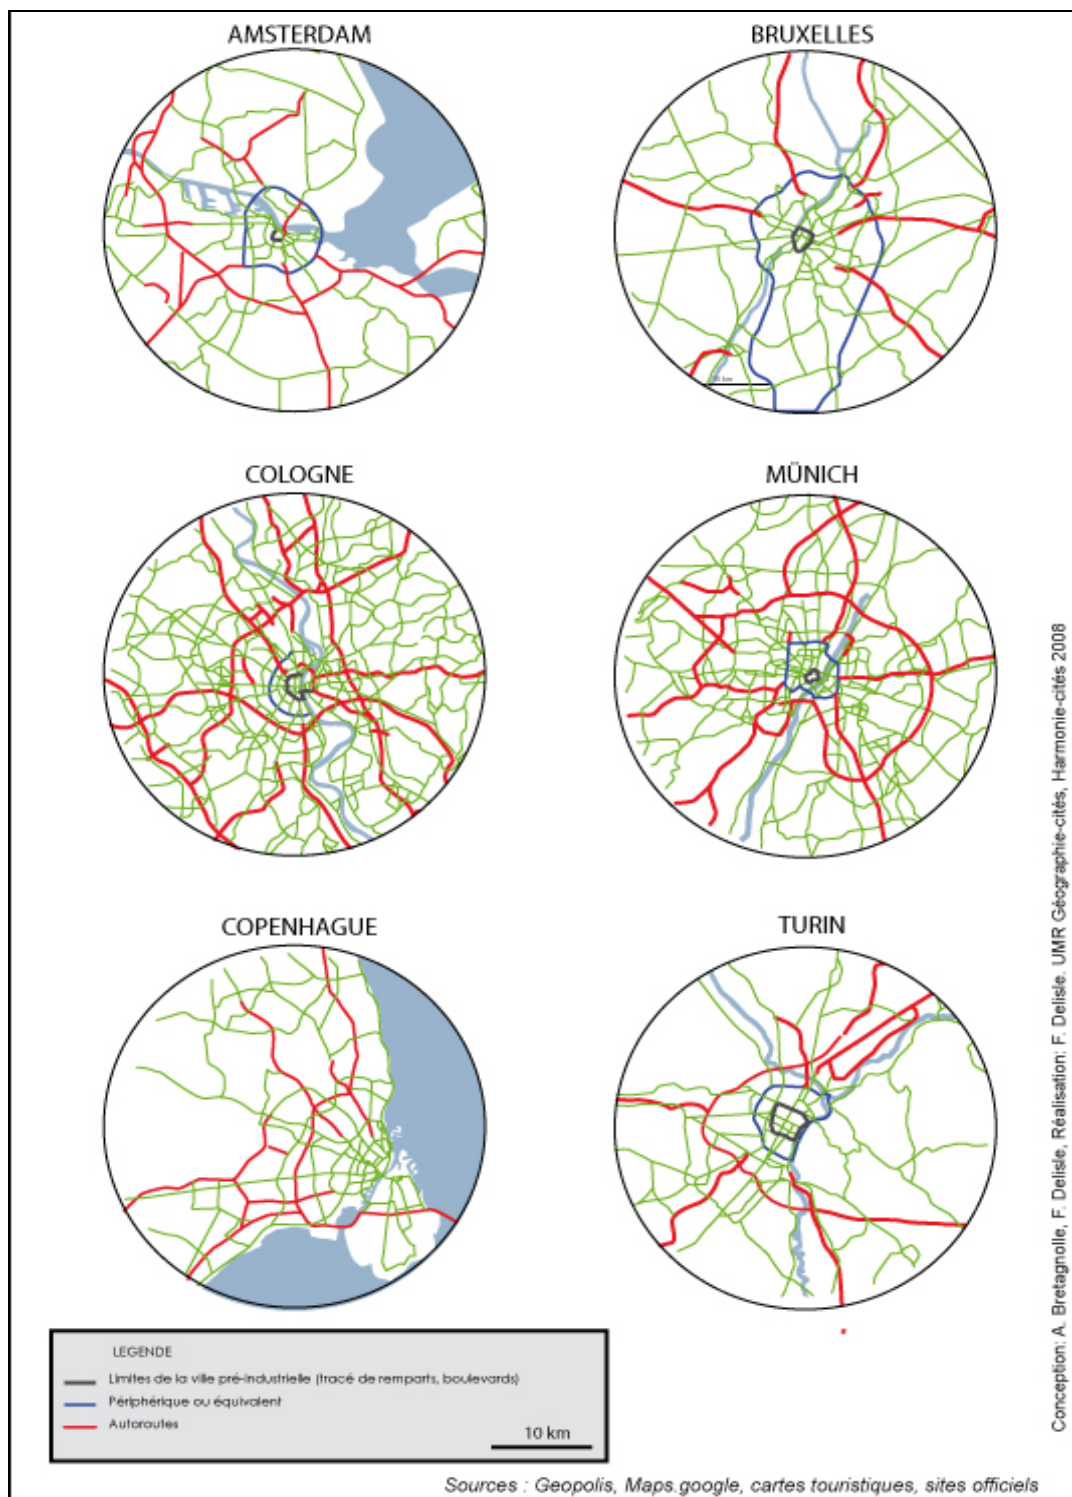 AMSTERDAM
BRUXELLES
COLOGNE
MÜNICH
COPENHAGUE
TURIN
LEGENDE
Limites de la ville pré-industrielle (tracé de remparts, boulevards)
Périphérique ou équivalent
Autoroutes
10 km
Sources : Geopolis, Maps.google, cartes touristiques, sites officiels
Conception: A. Bretagnolle, F. Delisle, Réalisation: F. Delisle. UMR Géographie-cités, Harmonie-cités 2008